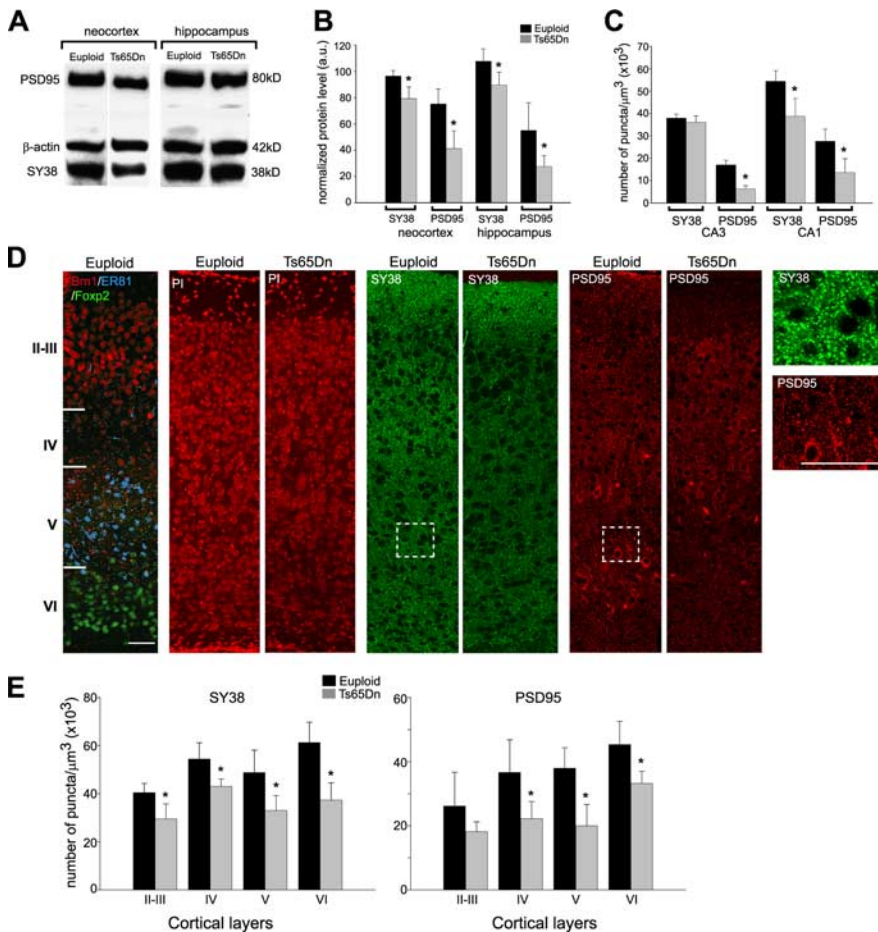 A
neocortex hippocampus
Euploid Ts65Dn Euploid Ts65Dn
PSD95 80kD
β-actin 42kD
SY38 38kD
B
Euploid
Ts65Dn
normalized protein level (a.u.)
120
100
80
60
40
20
0
* * * *
SY38 PSD95 SY38 PSD95
neocortex hippocampus
C
Euploid
Ts65Dn
number of puncta/μm³ (x10³)
70
60
50
40
30
20
10
0
* * *
SY38 PSD95 SY38 PSD95
CA3 CA1
D
Euploid Euploid Ts65Dn Euploid Ts65Dn Euploid Ts65Dn
Brn1/ER81
/Foxp2
PI PI SY38 SY38 PSD95 PSD95
SY38
PSD95
II-III
IV
V
VI
E
Euploid
Ts65Dn
SY38
number of puncta/μm³ (x10³)
80
60
40
20
0
* * * *
II-III IV V VI
Cortical layers
PSD95
60
40
20
0
* * *
II-III IV V VI
Cortical layers